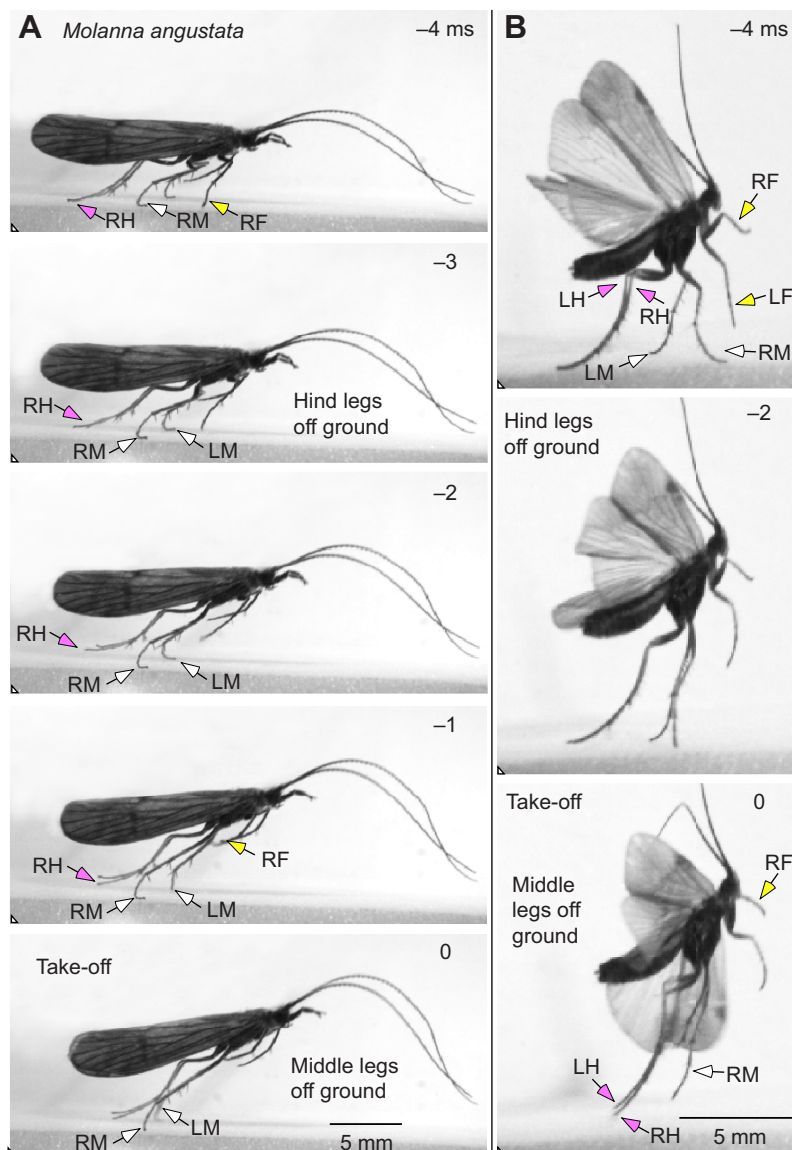 A
Molanna angustata
–4 ms
RH
RM
RF
–3
RH
Hind legs
off ground
RM
LM
–2
RH
RM
LM
–1
RF
RH
RM
LM
0
Take-off
Middle legs
off ground
LM
RM
5 mm
B
–4 ms
RF
LH
RH
LF
RM
LM
Hind legs
off ground
–2
Take-off
0
RF
Middle
legs off
ground
LH
RM
RH
5 mm